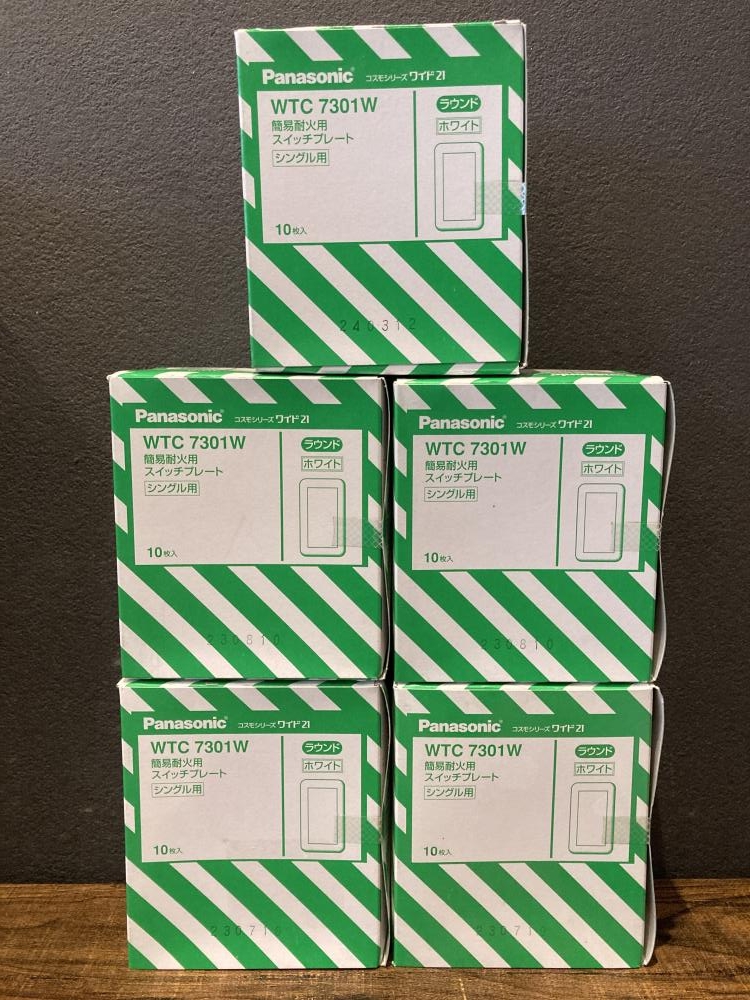 Panasonic コスモシリーズ ワイド21
WTC 7301W
ラウンド
簡易耐火用
ホワイト
スイッチプレート
シングル用
10枚入
240312
Panasonic コスモシリーズ ワイド21
WTC 7301W
ラウンド
簡易耐火用
ホワイト
スイッチプレート
シングル用
10枚入
230810
Panasonic コスモシリーズ ワイド21
WTC 7301W
ラウンド
簡易耐火用
ホワイト
スイッチプレート
シングル用
10枚入
230810
Panasonic コスモシリーズ ワイド21
WTC 7301W
ラウンド
簡易耐火用
ホワイト
スイッチプレート
シングル用
10枚入
Panasonic コスモシリーズ ワイド21
WTC 7301W
ラウンド
簡易耐火用
ホワイト
スイッチプレート
シングル用
10枚入